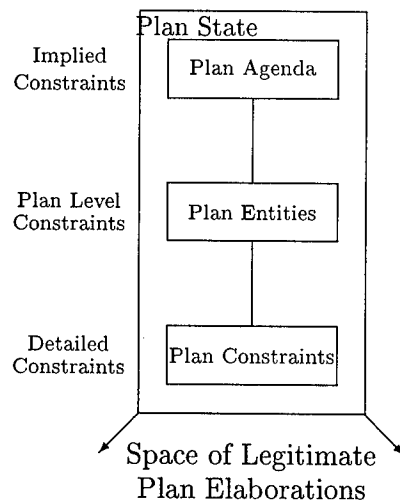 Plan State
Implied
Constraints
Plan Agenda
Plan Level
Constraints
Plan Entities
Detailed
Constraints
Plan Constraints
Space of Legitimate
Plan Elaborations